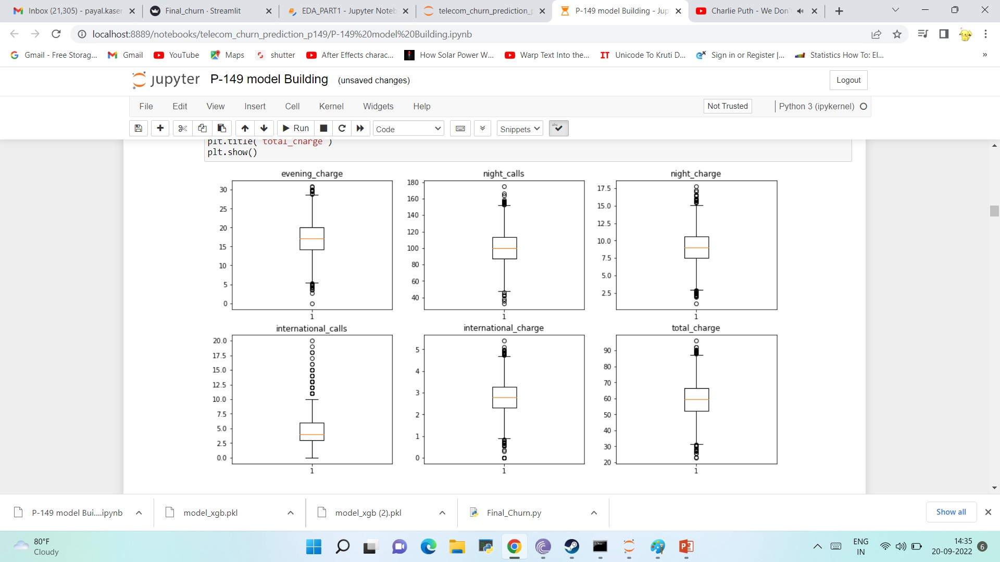 Inbox (21,305) - payal.kaser
Final_churn · Streamlit
EDA_PART1 - Jupyter Noteb
telecom_churn_prediction_p
P-149 model Building - Jup
Charlie Puth - We Don'
localhost:8889/notebooks/telecom_churn_prediction_p149/P-149%20model%20Building.ipynb
Gmail - Free Storag...
Gmail
YouTube
Maps
shutter
After Effects charac...
How Solar Power W...
Warp Text Into the...
IT Unicode To Kruti D...
Sign in or Register |...
Statistics How To: El...
»
jupyter P-149 model Building (unsaved changes)
Logout
File Edit View Insert Cell Kernel Widgets Help
Not Trusted
Python 3 (ipykernel)
Run
Code
Snippets
abc
plt.title('total_charge')
plt.show()
evening_charge
30
25
20
15
10
5
0
1
night_calls
180
160
140
120
100
80
60
40
1
night_charge
17.5
15.0
12.5
10.0
7.5
5.0
2.5
1
international_calls
20.0
17.5
15.0
12.5
10.0
7.5
5.0
2.5
0.0
1
international_charge
5
4
3
2
1
0
1
total_charge
90
80
70
60
50
40
30
20
1
P-149 model Bui....ipynb
model_xgb.pkl
model_xgb (2).pkl
Final_Churn.py
Show all
80°F
Cloudy
ENG
IN
14:35
20-09-2022
6